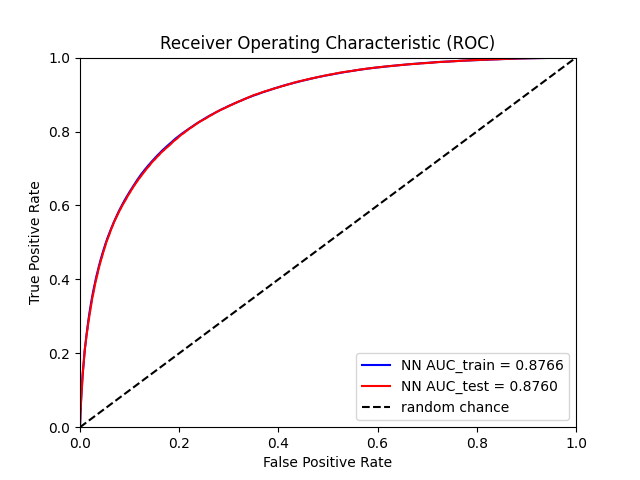 Receiver Operating Characteristic (ROC)
1.0
0.8
0.6
0.4
0.2
0.0
True Positive Rate
NN AUC_train = 0.8766
NN AUC_test = 0.8760
random chance
0.0 0.2 0.4 0.6 0.8 1.0
False Positive Rate